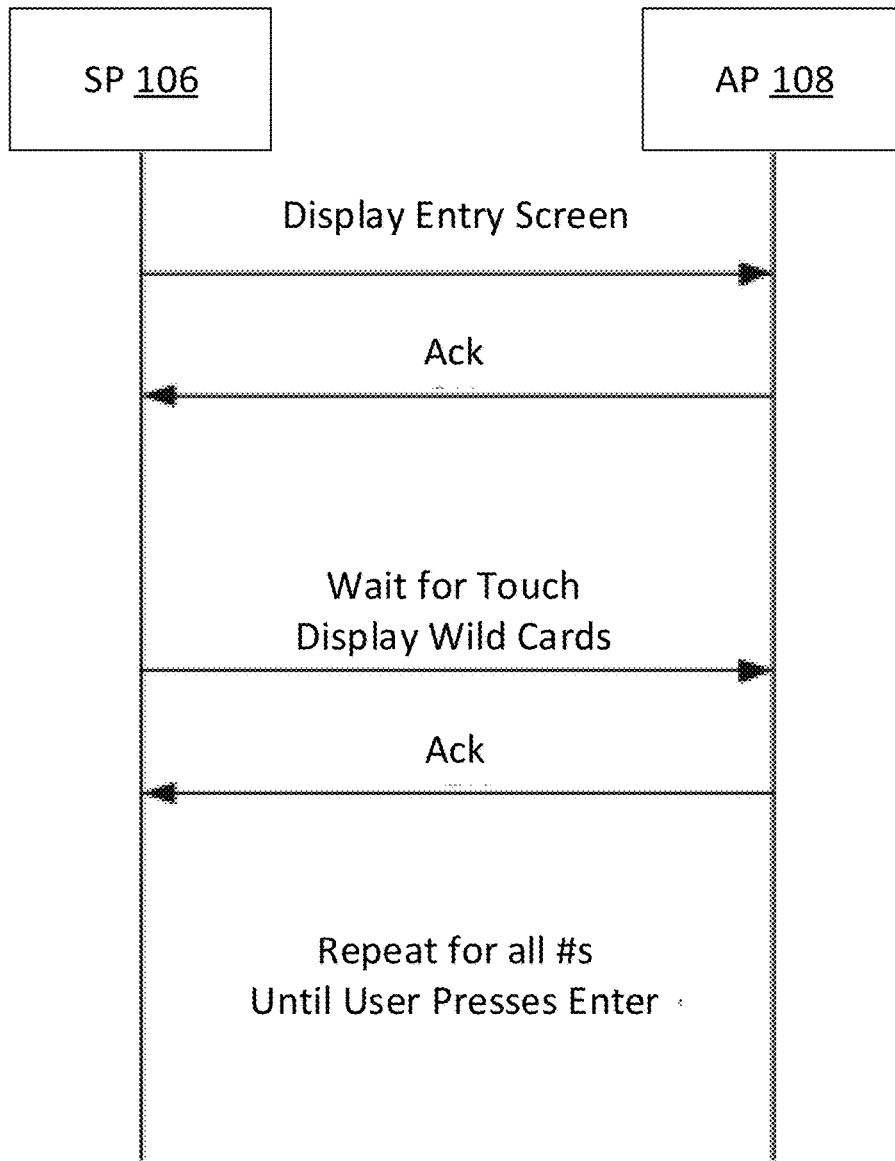 SP 106
AP 108
Display Entry Screen
Ack
Wait for Touch
Display Wild Cards
Ack
Repeat for all #s
Until User Presses Enter